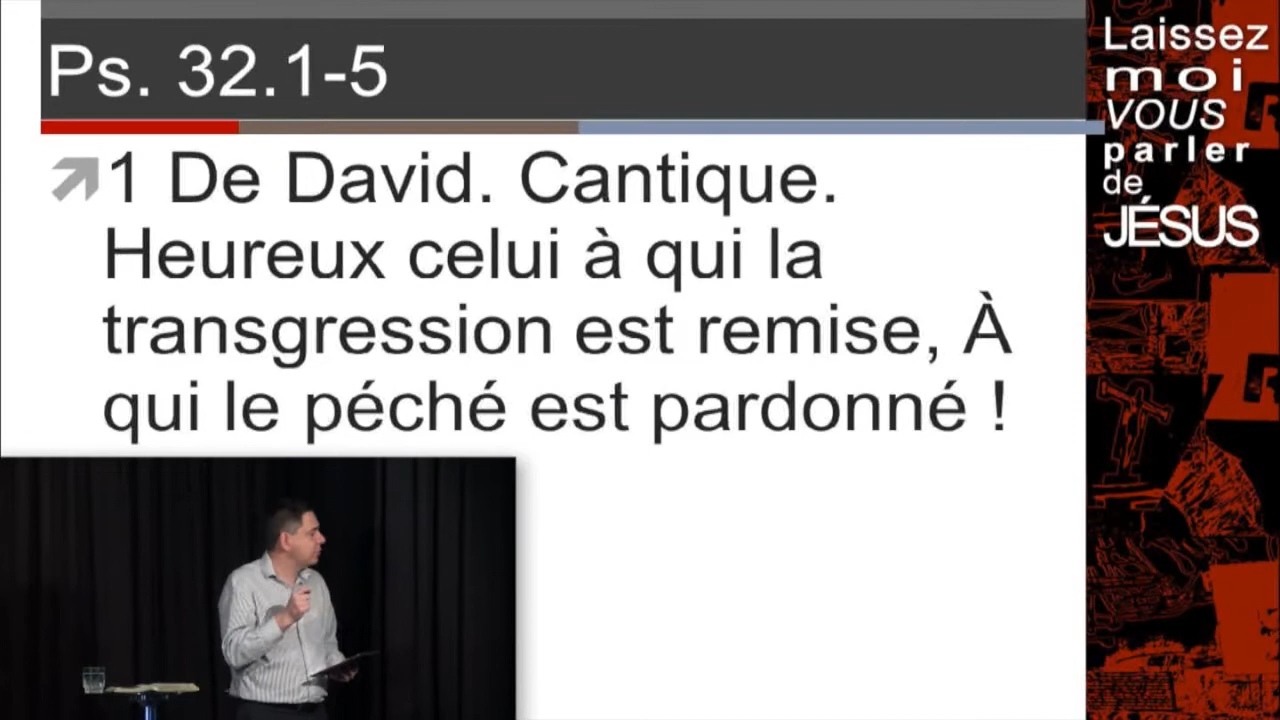 Ps. 32.1-5
1 De David. Cantique.
Heureux celui à qui la
transgression est remise, À
qui le péché est pardonné !
Laissez
moi
VOUS
parler
de
JÉSUS